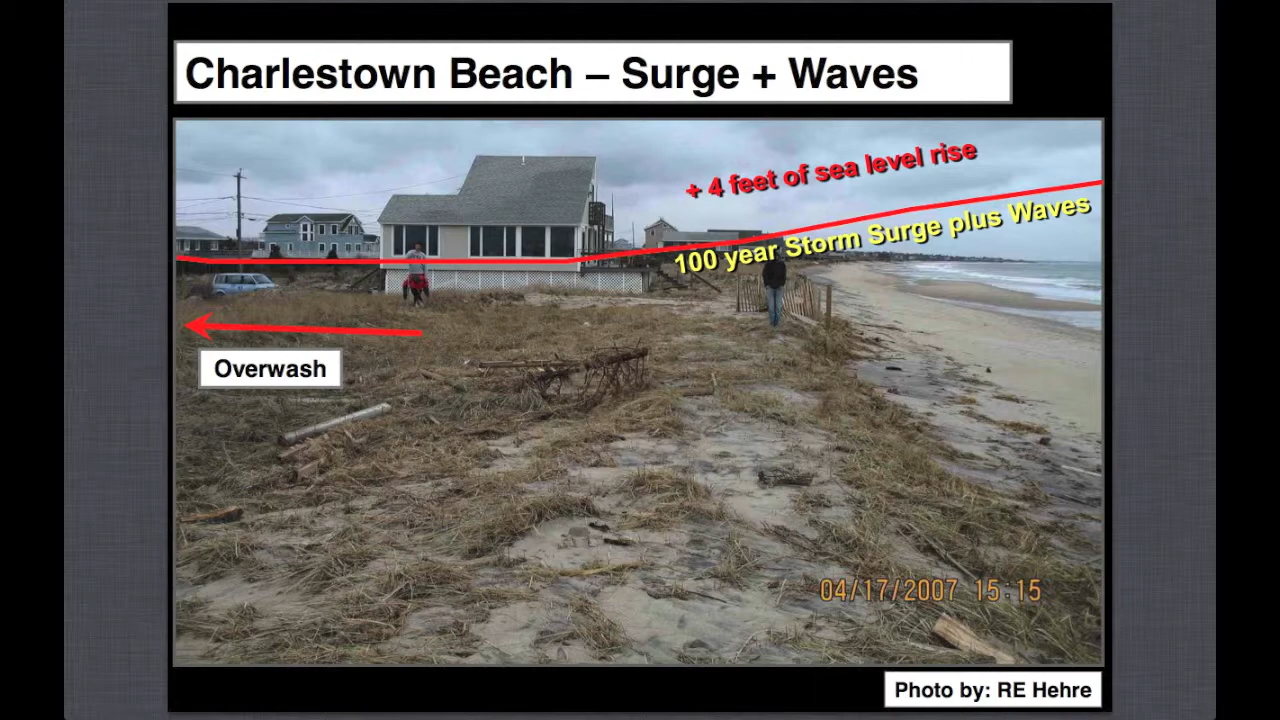 Charlestown Beach – Surge + Waves
+ 4 feet of sea level rise
100 year Storm Surge plus Waves
Overwash
04/17/2007 15:15
Photo by: RE Hehre